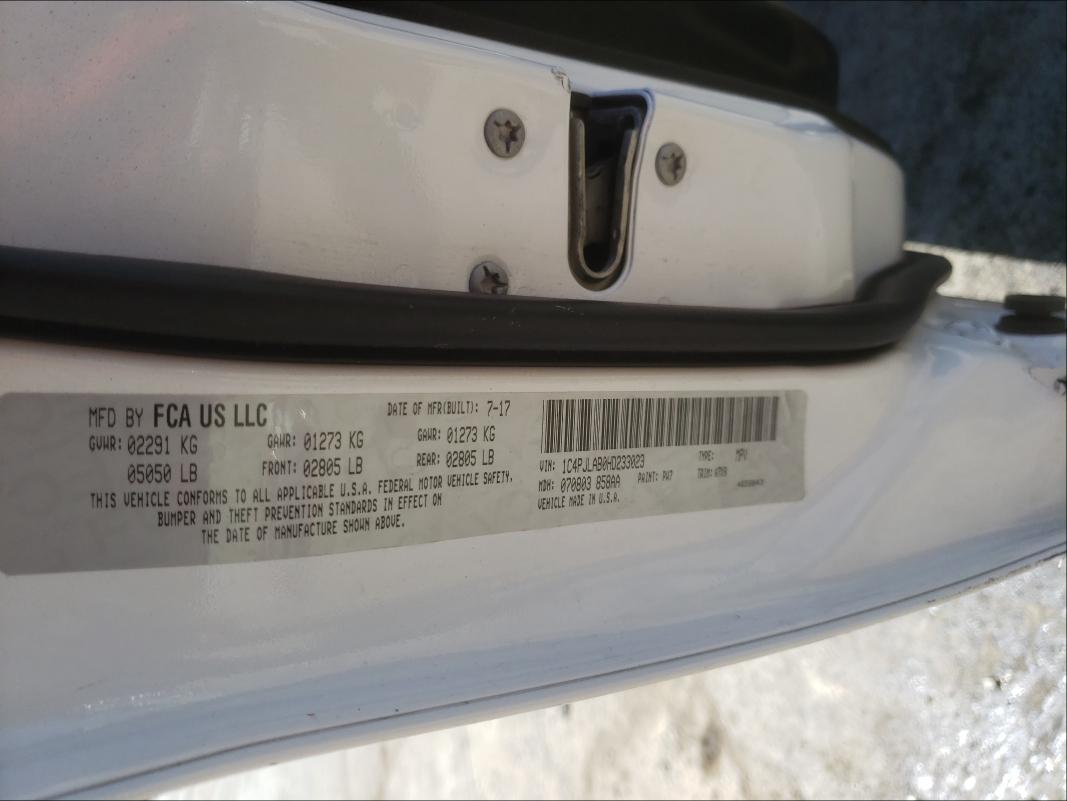 MFD BY FCA US LLC DATE OF MFR(BUILT): 7-17
GVWR: 02291 KG GAWR: 01273 KG GAWR: 01273 KG
05050 LB FRONT: 02805 LB REAR: 02805 LB
THIS VEHICLE CONFORMS TO ALL APPLICABLE U.S.A. FEDERAL MOTOR VEHICLE SAFETY,
BUMPER AND THEFT PREVENTION STANDARDS IN EFFECT ON
THE DATE OF MANUFACTURE SHOWN ABOVE.
VIN: 1C4PJLAB0HD233023 TYPE: MPV
MDH: 070803 858AA PAINT: PW7 TRIM:
VEHICLE MADE IN U.S.A.